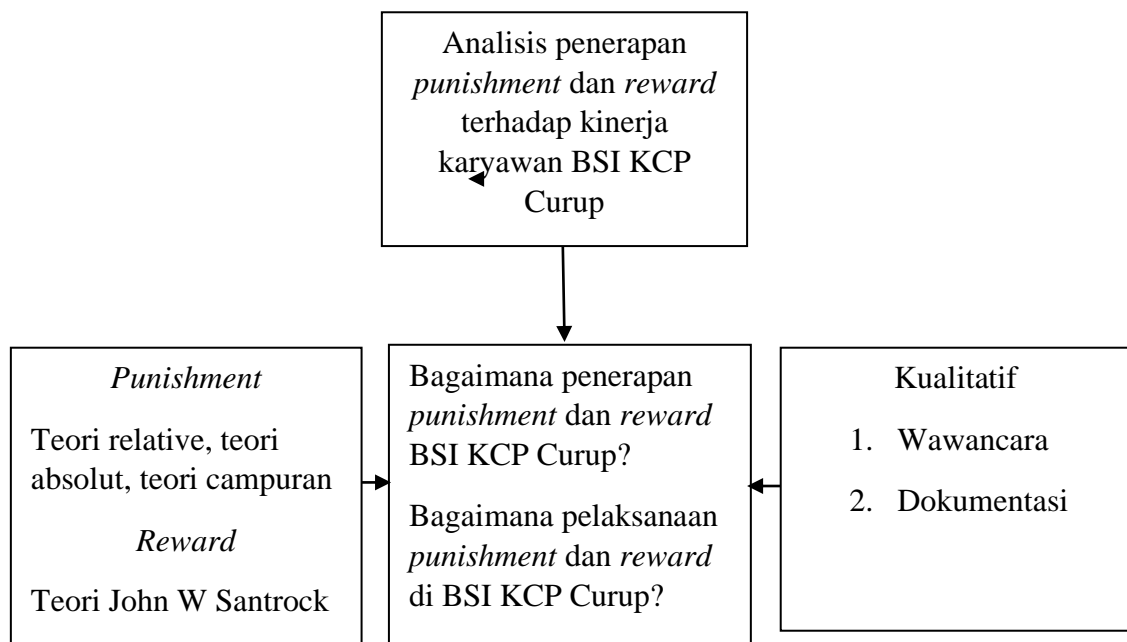 Analisis penerapan
punishment dan reward
terhadap kinerja
karyawan BSI KCP
Curup
Punishment
Teori relative, teori
absolut, teori campuran
Reward
Teori John W Santrock
Bagaimana penerapan
punishment dan reward
BSI KCP Curup?
Bagaimana pelaksanaan
punishment dan reward
di BSI KCP Curup?
Kualitatif
1. Wawancara
2. Dokumentasi